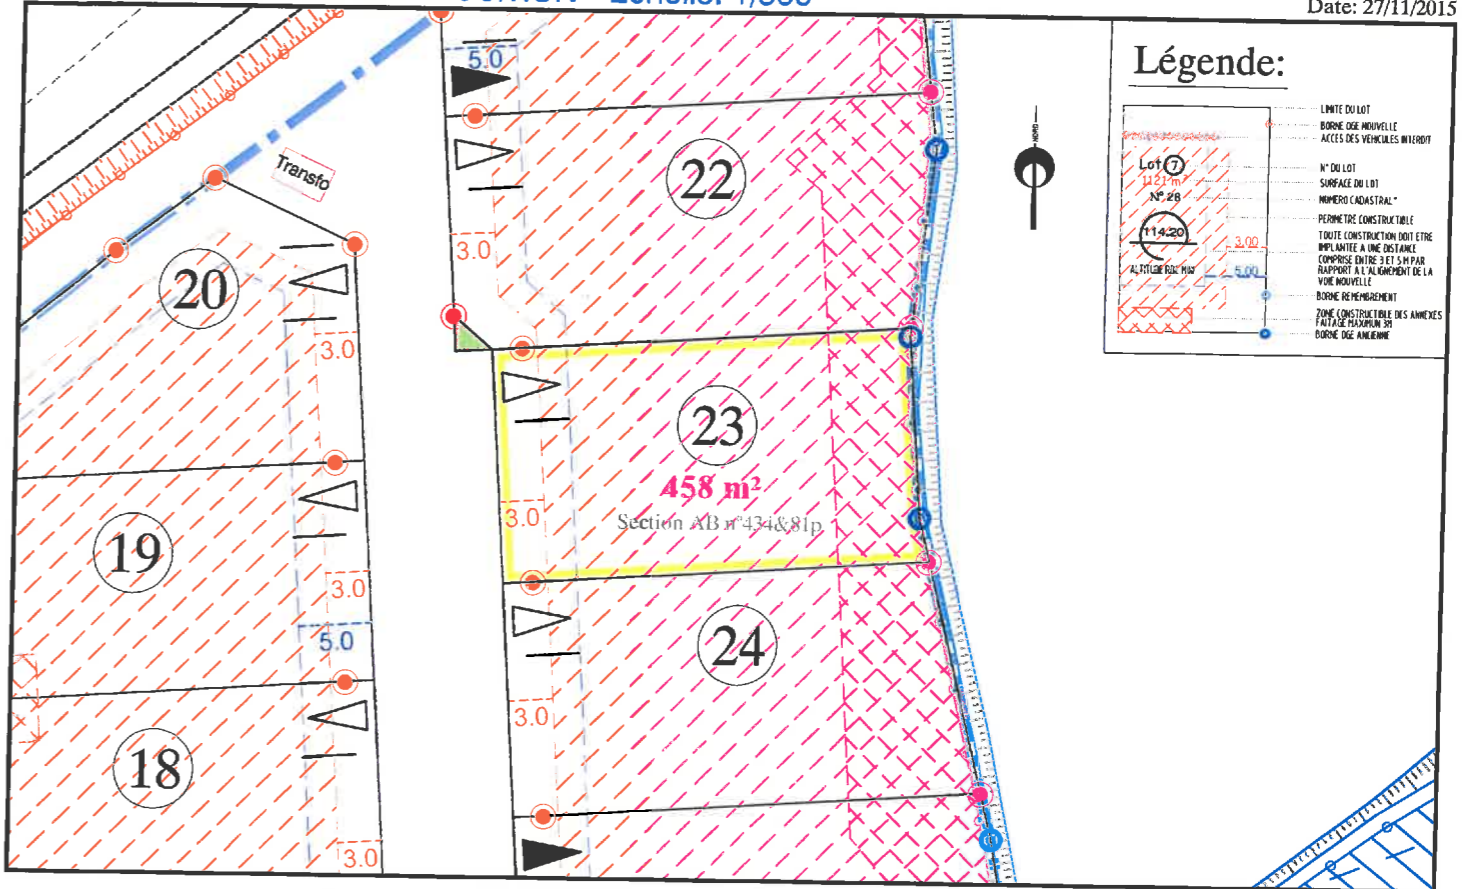 Date: 27/11/2015
5.0
Transfo
22
3.0
20
3.0
23
458 m²
Section AB n°434&81p
3.0
19
3.0
5.0
24
3.0
18
3.0
NORD
Légende:
LIMITE DU LOT
BORNE OGE NOUVELLE
ACCES DES VEHICULES INTERDIT
Lot 7
N° DU LOT
1121 m²
SURFACE DU LOT
N° 28
NUMERO CADASTRAL"
PERIMETRE CONSTRUCTIBLE
114.20
3.00
TOUTE CONSTRUCTION DOIT ETRE
IMPLANTEE A UNE DISTANCE
COMPRISE ENTRE 3 ET 5 M PAR
RAPPORT A L'ALIGNEMENT DE LA
VOIE NOUVELLE
5.00
BORNE REMEMBREMENT
ZONE CONSTRUCTIBLE DES ANNEXES
FAITAGE MAXIMUM 3M
BORNE OGE ANCIENNE